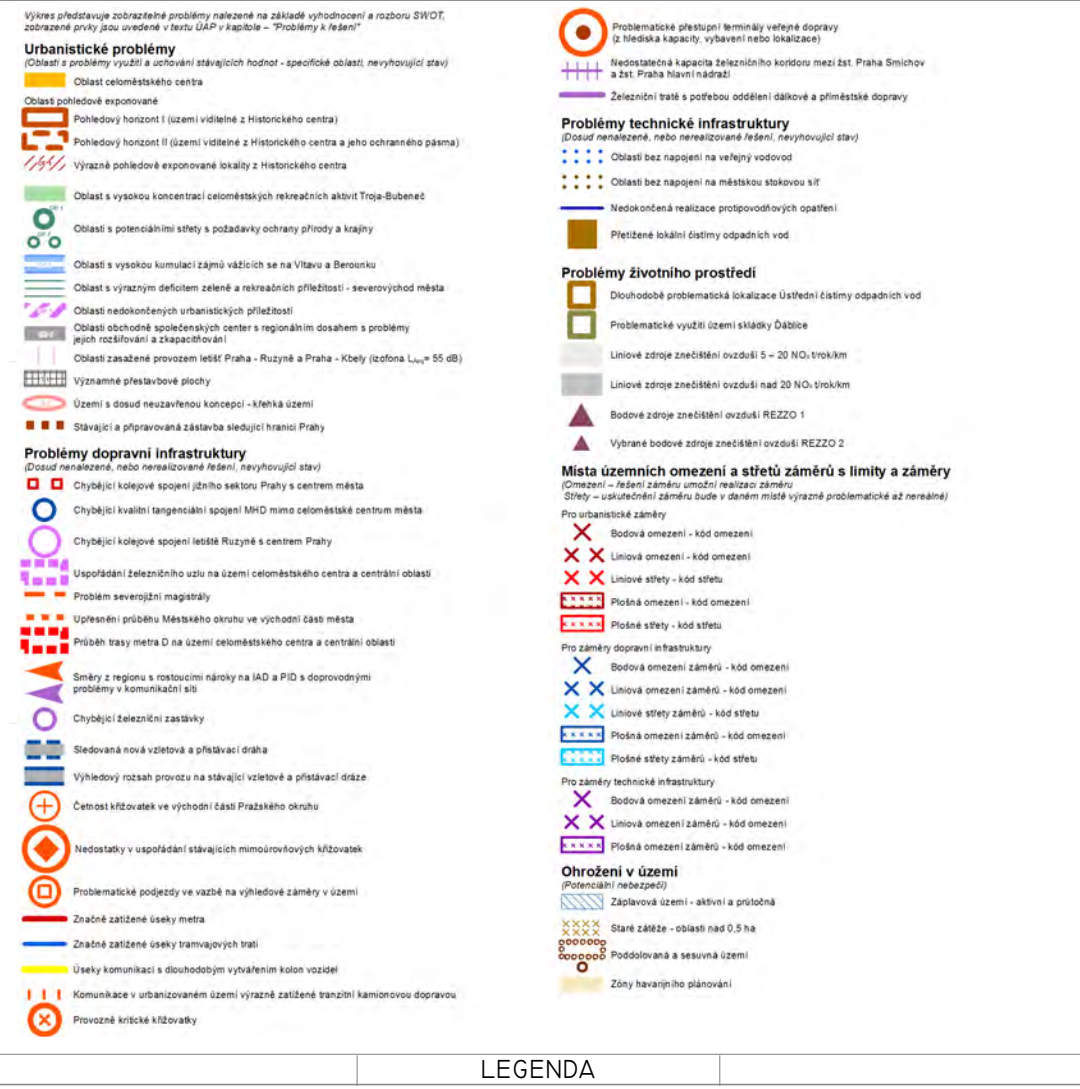 Výkres představuje zobrazitelné problémy nalezené na základě vyhodnocení a rozboru SWOT,
zobrazené prvky jsou uvedené v textu ÚAP v kapitole – "Problémy k řešení"
Urbanistické problémy
(Oblasti s problémy využití a uchování stávajících hodnot - specifické oblasti, nevyhovující stav)
Oblast celoměstského centra
Oblasti pohledově exponované
Pohledový horizont I (území viditelné z Historického centra)
Pohledový horizont II (území viditelné z Historického centra a jeho ochranného pásma)
Výrazně pohledově exponované lokality z Historického centra
Oblast s vysokou koncentrací celoměstských rekreačních aktivit Troja-Bubeneč
Oblasti s potenciálními střety s požadavky ochrany přírody a krajiny
Oblasti s vysokou kumulací zájmů vážících se na Vltavu a Berounku
Oblast s výrazným deficitem zeleně a rekreačních příležitostí - severovýchod města
Oblasti nedokončených urbanistických příležitostí
Oblasti obchodně společenských center s regionálním dosahem s problémy
jejich rozšiřování a zkapacitňování
Oblasti zasažené provozem letišť Praha - Ruzyně a Praha - Kbely (izofona LAeq= 55 dB)
Významné přestavbové plochy
Území s dosud neuzavřenou koncepcí - křehká území
Stávající a připravovaná zástavba sledující hranici Prahy
Problémy dopravní infrastruktury
(Dosud nenalezené, nebo nerealizované řešení, nevyhovující stav)
Chybějící kolejové spojení jižního sektoru Prahy s centrem města
Chybějící kvalitní tangenciální spojení MHD mimo celoměstské centrum města
Chybějící kolejové spojení letiště Ruzyně s centrem Prahy
Uspořádání železničního uzlu na území celoměstského centra a centrální oblasti
Problém severojižní magistrály
Upřesnění průběhu Městského okruhu ve východní části města
Průběh trasy metra D na území celoměstského centra a centrální oblasti
Směry z regionu s rostoucími nároky na IAD a PID s doprovodnými
problémy v komunikační síti
Chybějící železniční zastávky
Sledovaná nová vzletová a přistávací dráha
Výhledový rozsah provozu na stávající vzletové a přistávací dráze
Četnost křižovatek ve východní části Pražského okruhu
Nedostatky v uspořádání stávajících mimoúrovňových křižovatek
Problematické podjezdy ve vazbě na výhledové záměry v území
Značně zatížené úseky metra
Značně zatížené úseky tramvajových tratí
Úseky komunikací s dlouhodobým vytvářením kolon vozidel
Komunikace v urbanizovaném území výrazně zatížené tranzitní kamionovou dopravou
Provozně kritické křižovatky
Problematické přestupní terminály veřejné dopravy
(z hlediska kapacity, vybavení nebo lokalizace)
Nedostatečná kapacita železničního koridoru mezi žst. Praha Smíchov
a žst. Praha hlavní nádraží
Železniční tratě s potřebou oddělení dálkové a příměstské dopravy
Problémy technické infrastruktury
(Dosud nenalezené, nebo nerealizované řešení, nevyhovující stav)
Oblasti bez napojení na veřejný vodovod
Oblasti bez napojení na městskou stokovou síť
Nedokončená realizace protipovodňových opatření
Přetížené lokální čistírny odpadních vod
Problémy životního prostředí
Dlouhodobě problematická lokalizace Ústřední čistírny odpadních vod
Problematické využití území skládky Ďáblice
Liniové zdroje znečištění ovzduší 5 – 20 NOx t/rok/km
Liniové zdroje znečištění ovzduší nad 20 NOx t/rok/km
Bodové zdroje znečištění ovzduší REZZO 1
Vybrané bodové zdroje znečištění ovzduší REZZO 2
Místa územních omezení a střetů záměrů s limity a záměry
(Omezení – řešení záměru umožní realizaci záměru
Střety – uskutečnění záměru bude v daném místě výrazně problematické až nereálné)
Pro urbanistické záměry
Bodová omezení - kód omezení
Liniová omezení - kód omezení
Liniové střety - kód střetu
Plošná omezení - kód omezení
Plošné střety - kód střetu
Pro záměry dopravní infrastruktury
Bodová omezení záměrů - kód omezení
Liniová omezení záměrů - kód omezení
Liniové střety záměrů - kód střetu
Plošná omezení záměrů - kód omezení
Plošné střety záměrů - kód střetu
Pro záměry technické infrastruktury
Bodová omezení záměrů - kód omezení
Liniová omezení záměrů - kód omezení
Plošná omezení záměrů - kód omezení
Ohrožení v území
(Potenciální nebezpečí)
Záplavová území - aktivní a průtočná
Staré zátěže - oblasti nad 0,5 ha
Poddolovaná a sesuvná území
Zóny havarijního plánování
LEGENDA